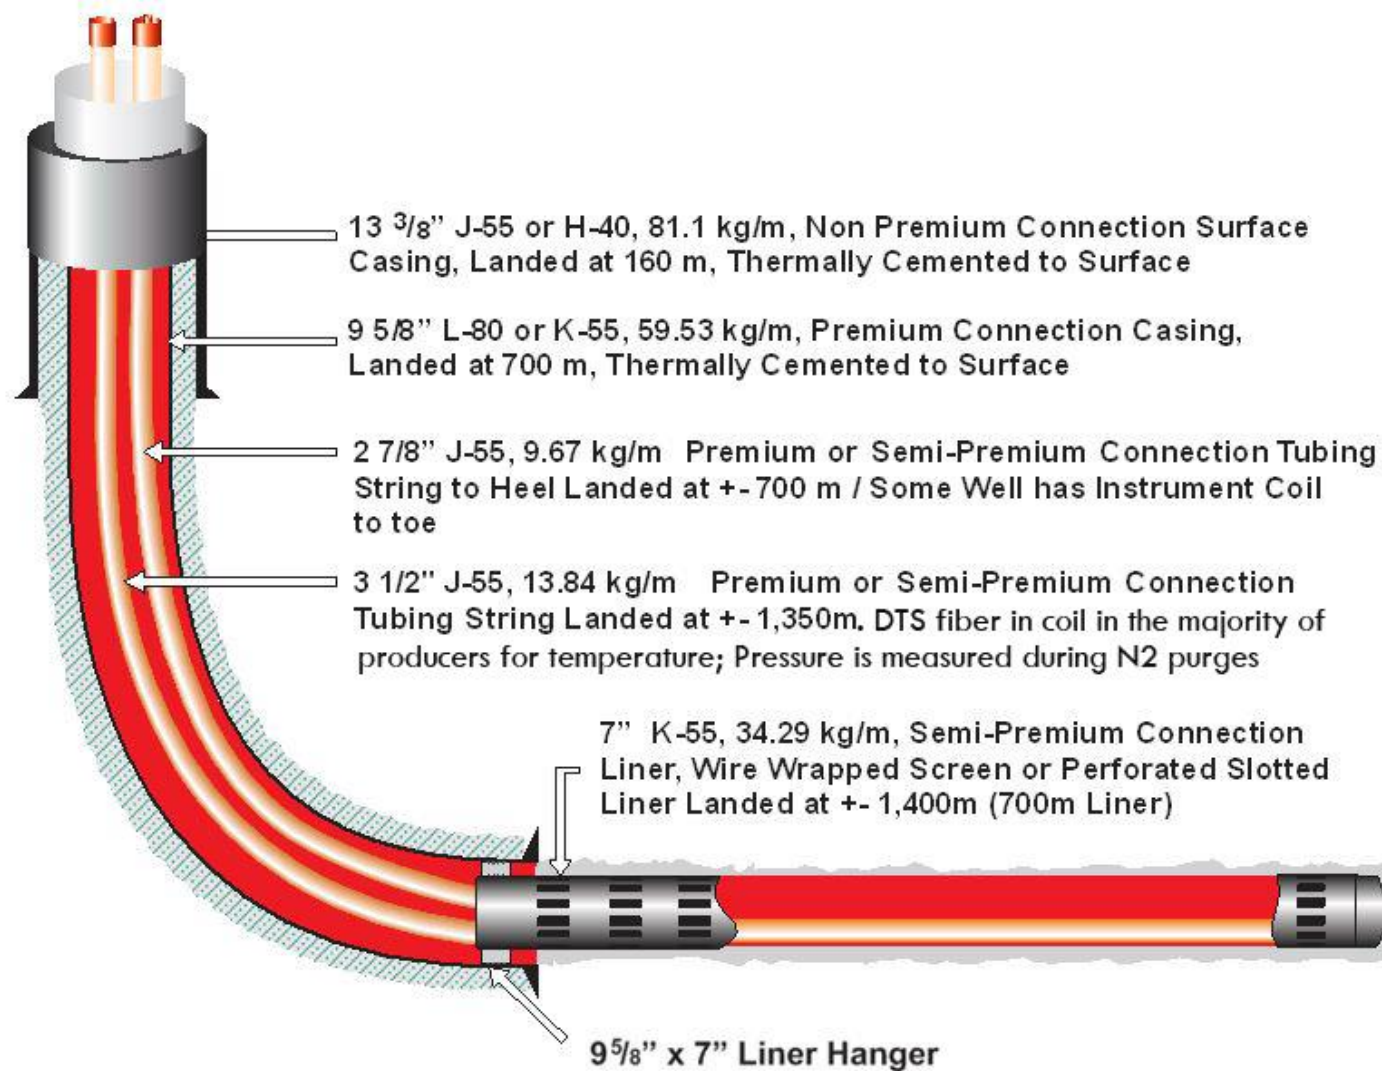 13 3/8” J-55 or H-40, 81.1 kg/m, Non Premium Connection Surface
Casing, Landed at 160 m, Thermally Cemented to Surface
9 5/8” L-80 or K-55, 59.53 kg/m, Premium Connection Casing,
Landed at 700 m, Thermally Cemented to Surface
2 7/8” J-55, 9.67 kg/m Premium or Semi-Premium Connection Tubing
String to Heel Landed at +- 700 m / Some Well has Instrument Coil
to toe
3 1/2” J-55, 13.84 kg/m Premium or Semi-Premium Connection
Tubing String Landed at +- 1,350m. DTS fiber in coil in the majority of
producers for temperature; Pressure is measured during N2 purges
7” K-55, 34.29 kg/m, Semi-Premium Connection
Liner, Wire Wrapped Screen or Perforated Slotted
Liner Landed at +- 1,400m (700m Liner)
9 5/8” x 7” Liner Hanger